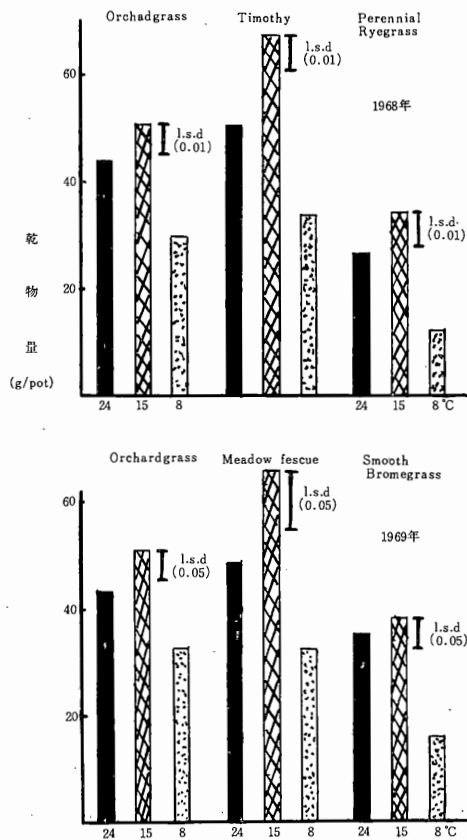 Orchadgrass Timothy Perennial Ryegrass
l.s.d (0.01)
l.s.d (0.01)
l.s.d. (0.01)
1968年
60
40
20
乾物量
(g/pot)
24 15 8 24 15 8℃
Orchardgrass Meadow fescue Smooth Bromegrass
l.s.d (0.05)
l.s.d (0.05)
l.s.d (0.05)
1969年
60
40
20
24 15 8 24 15 8 24 15 8℃